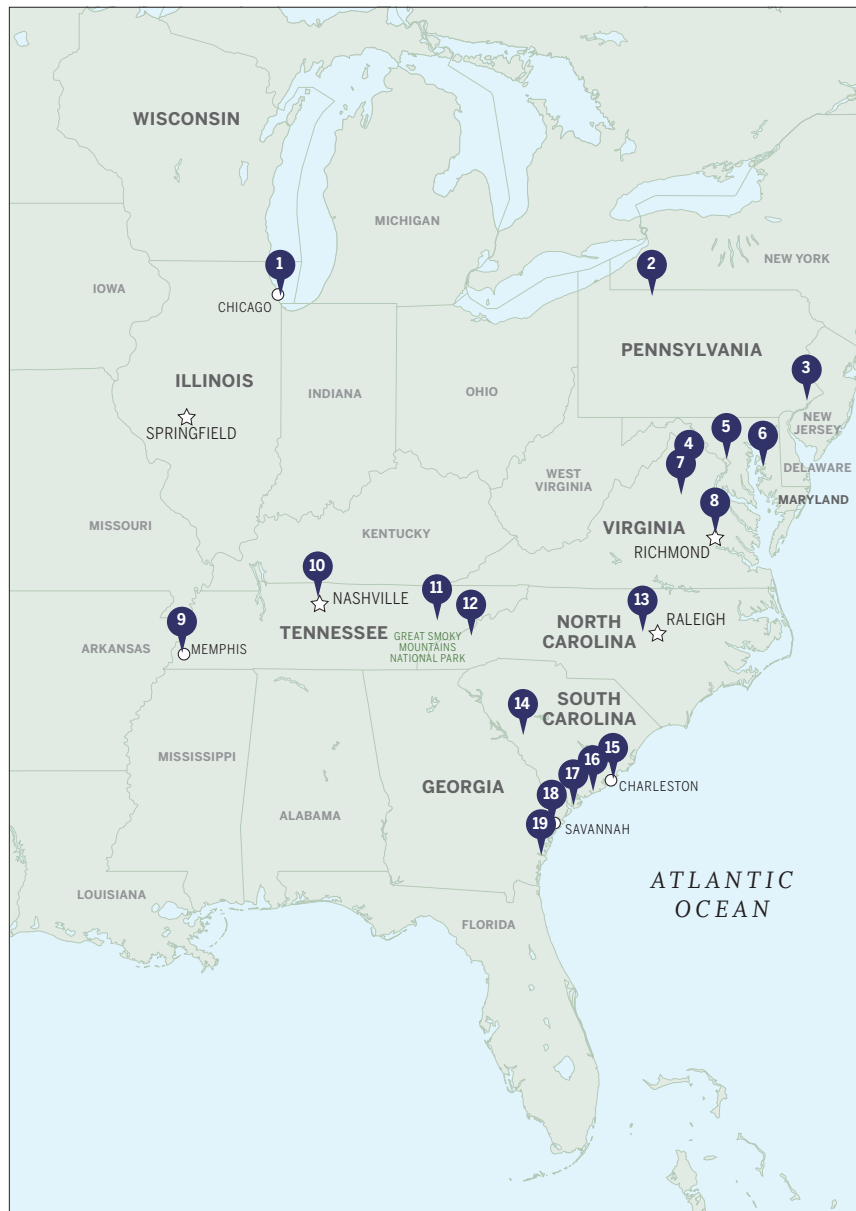 WISCONSIN
MICHIGAN
NEW YORK
1
2
IOWA
CHICAGO
PENNSYLVANIA
3
ILLINOIS
INDIANA
OHIO
NEW
JERSEY
SPRINGFIELD
4
5
6
7
DELAWARE
WEST
VIRGINIA
MARYLAND
8
MISSOURI
KENTUCKY
VIRGINIA
RICHMOND
10
NASHVILLE
11
12
13
9
TENNESSEE
NORTH
CAROLINA
RALEIGH
ARKANSAS
MEMPHIS
GREAT SMOKY
MOUNTAINS
NATIONAL PARK
14
SOUTH
CAROLINA
MISSISSIPPI
15
16
17
18
19
GEORGIA
CHARLESTON
ALABAMA
SAVANNAH
ATLANTIC
OCEAN
LOUISIANA
FLORIDA